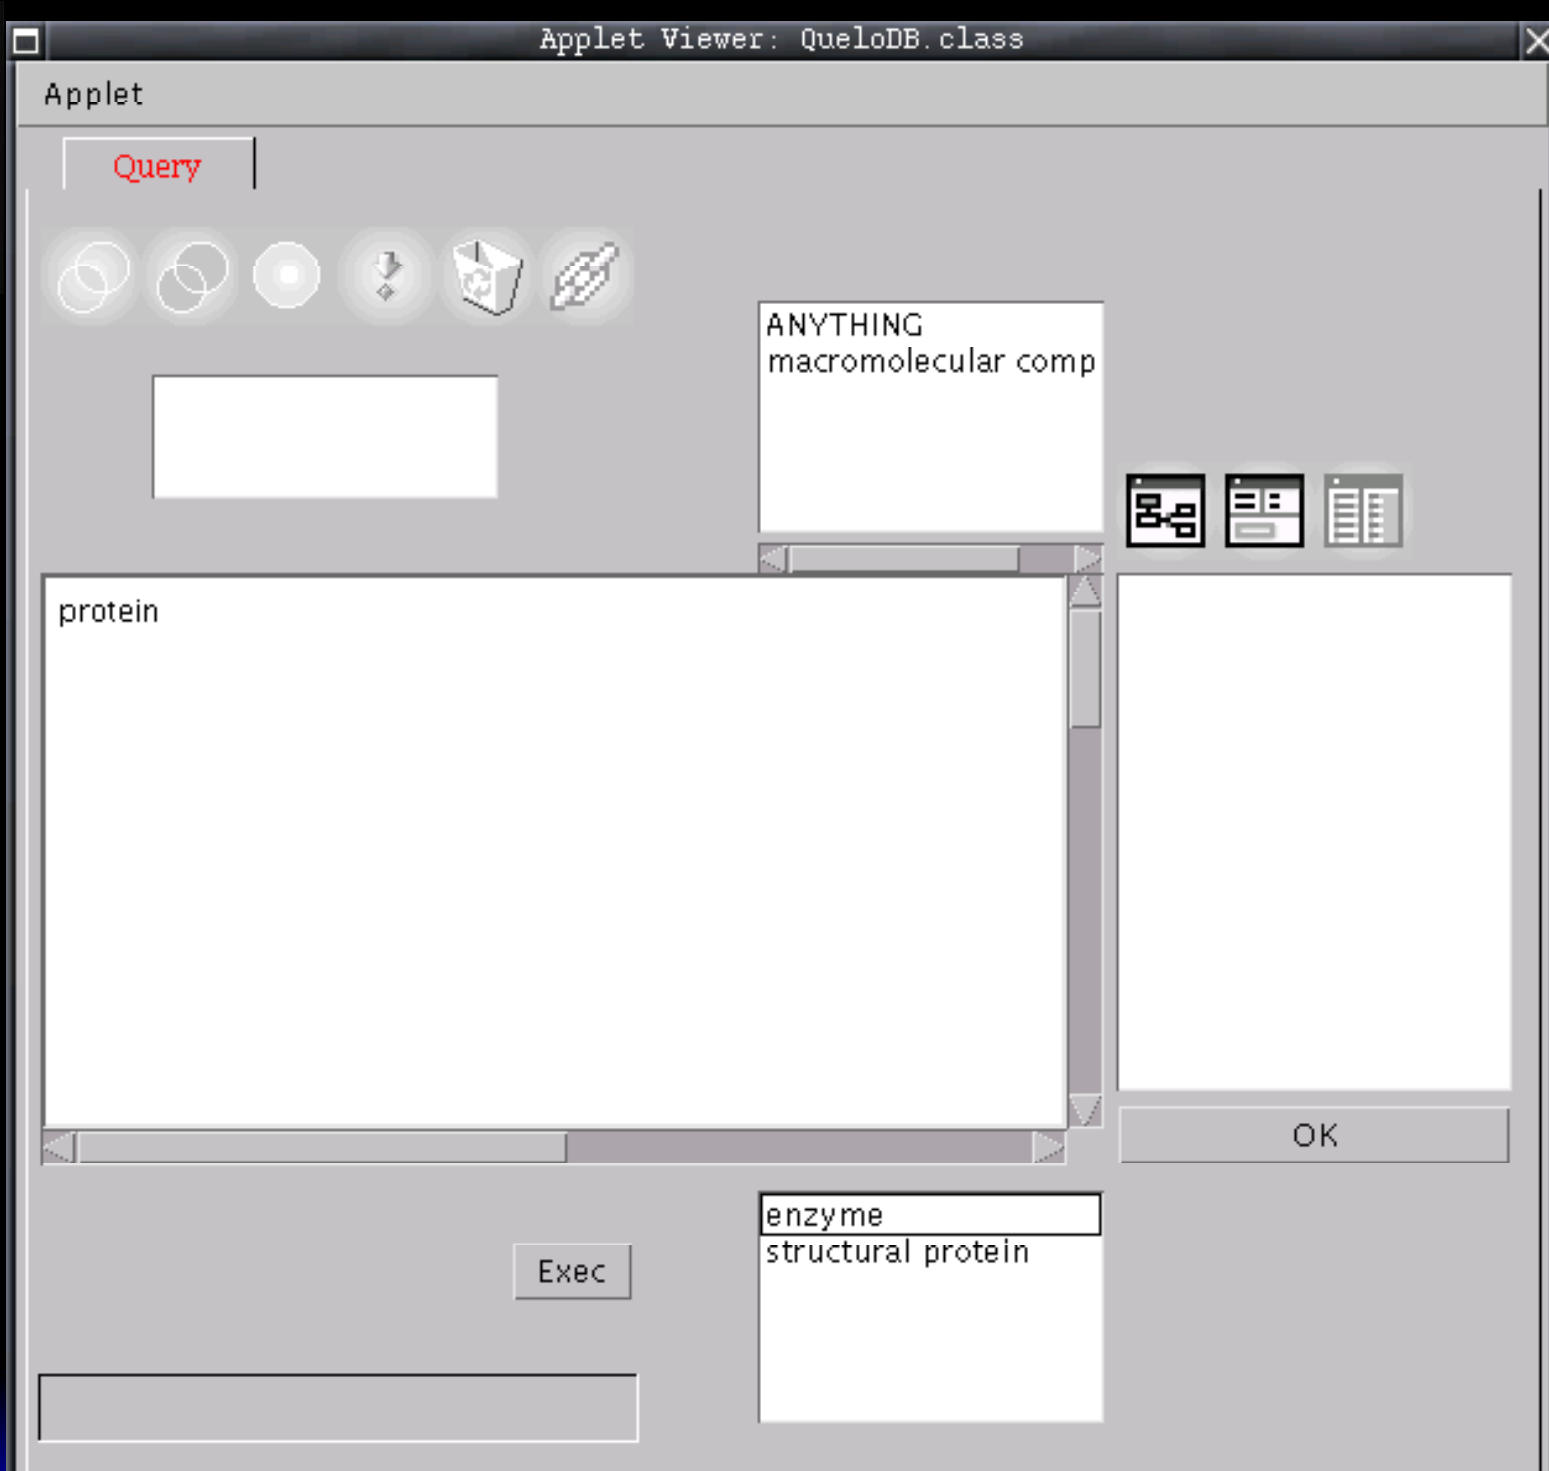 Applet Viewer: QueloDB.class
Applet
Query
ANYTHING
macromolecular comp
protein
OK
enzyme
structural protein
Exec